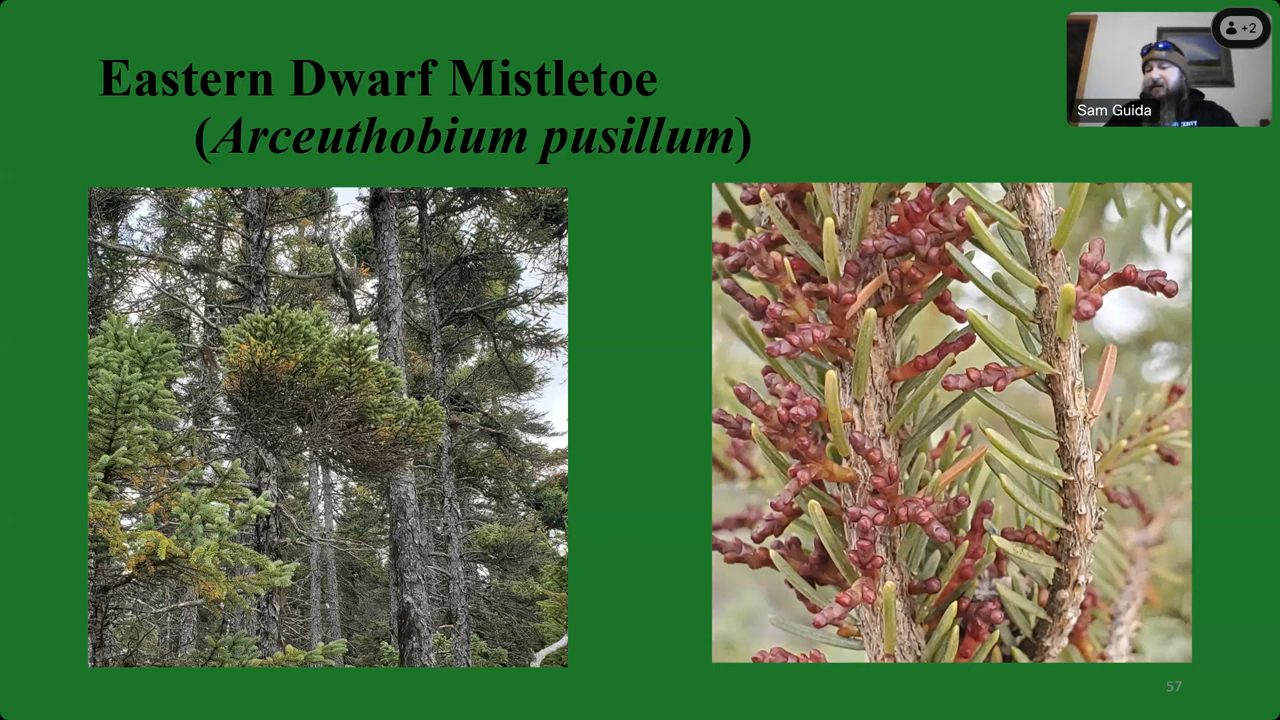 Eastern Dwarf Mistletoe
(Arceuthobium pusillum)
+2
Sam Guida
57